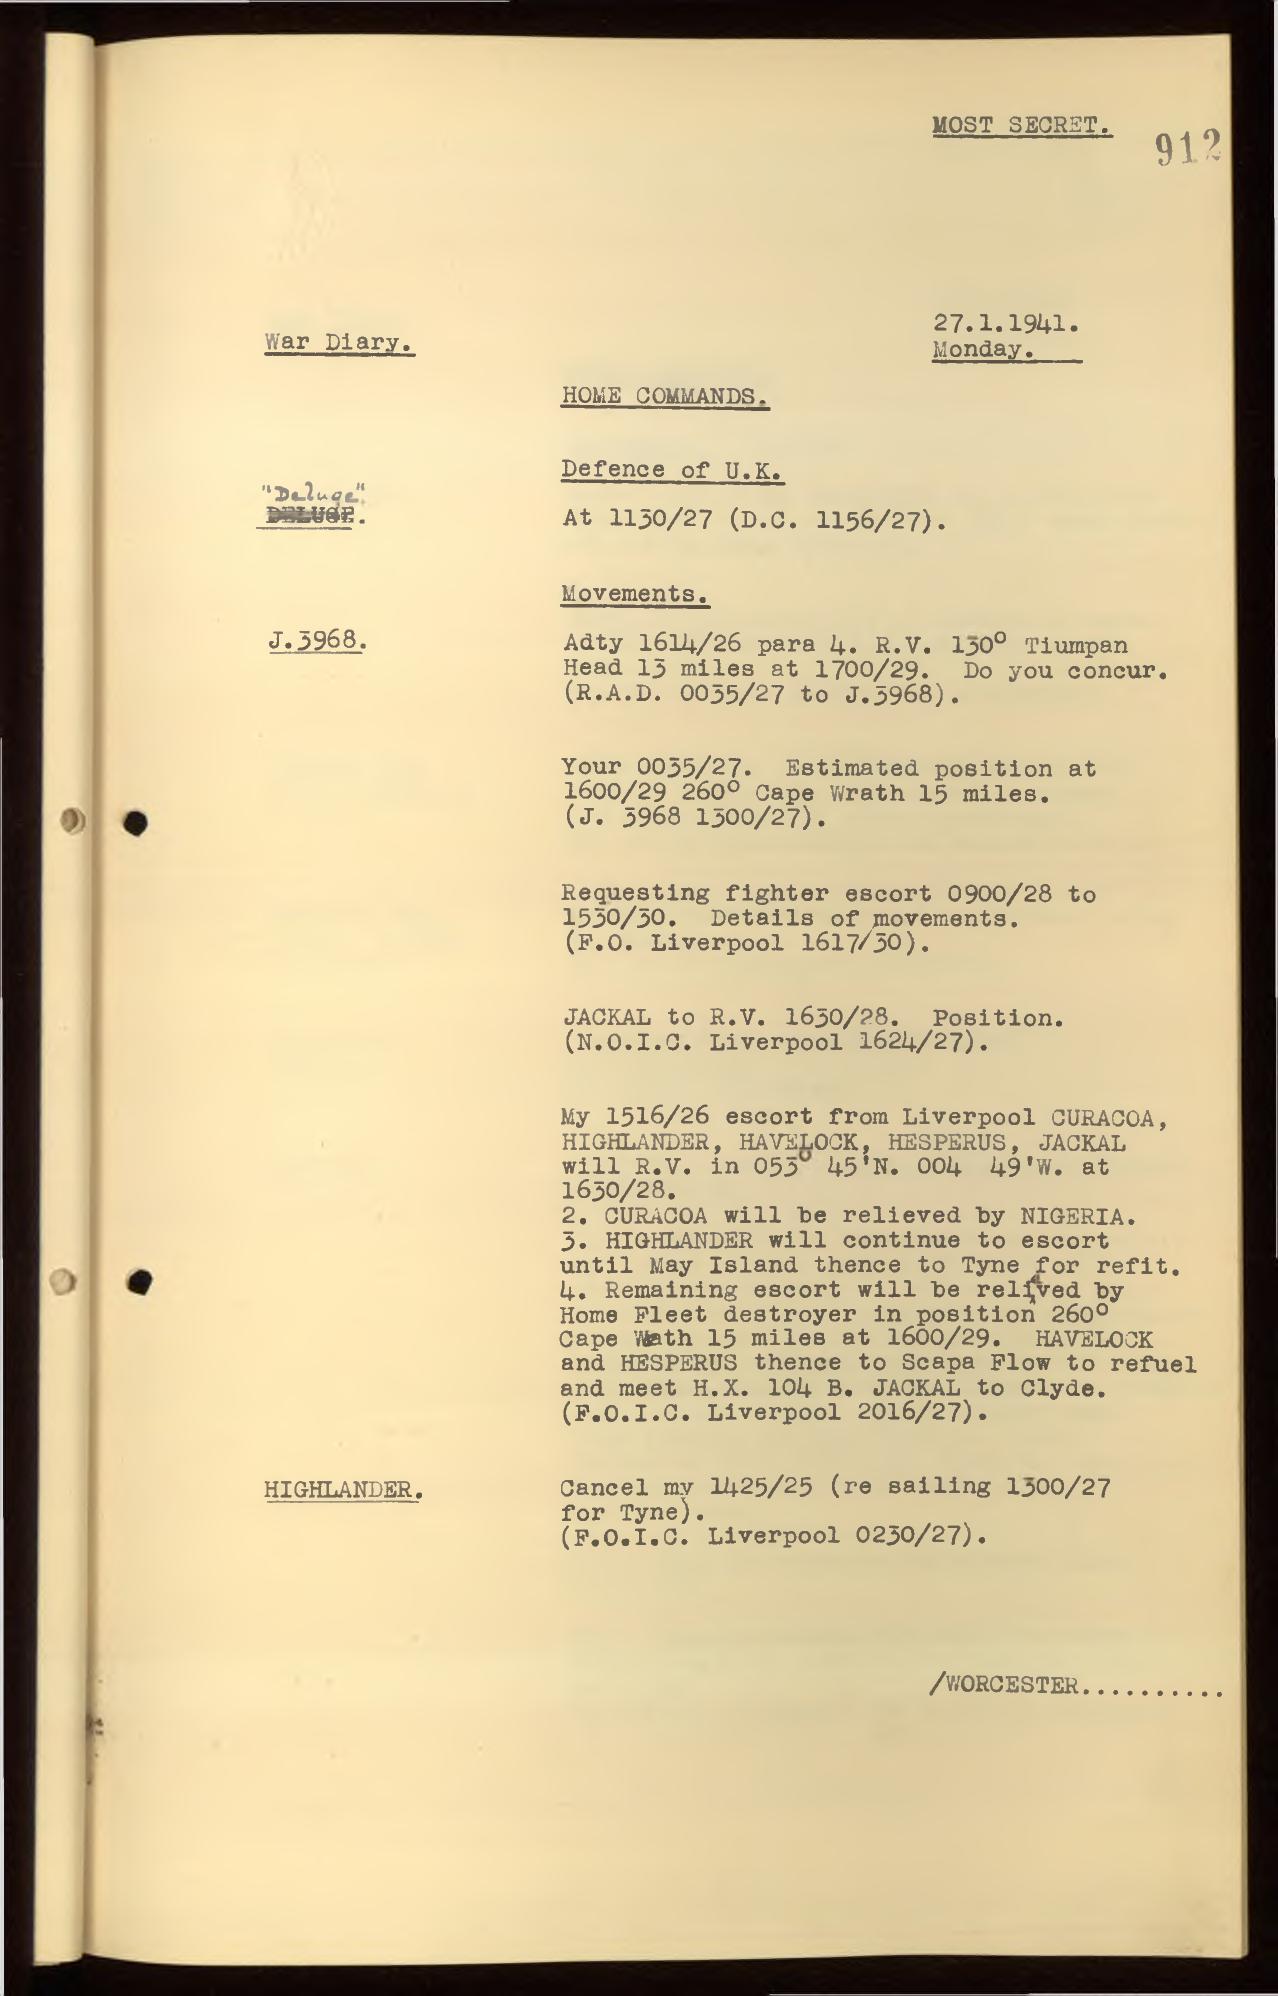 MOST SECRET.
912
27.1.1941.
War Diary.
Monday.
HOME COMMANDS.
Defence of U.K.
"Deluge"
DELUGE.
At 1130/27 (D.C. 1156/27).
Movements.
J.3968.
Adty 1614/26 para 4. R.V. 130° Tiumpan
Head 13 miles at 1700/29. Do you concur.
(R.A.D. 0035/27 to J.3968).
Your 0035/27. Estimated position at
1600/29 260° Cape Wrath 15 miles.
(J. 3968 1300/27).
Requesting fighter escort 0900/28 to
1530/30. Details of movements.
(F.O. Liverpool 1617/30).
JACKAL to R.V. 1630/28. Position.
(N.O.I.C. Liverpool 1624/27).
My 1516/26 escort from Liverpool CURACOA,
HIGHLANDER, HAVELOCK, HESPERUS, JACKAL
will R.V. in 053° 45'N. 004 49'W. at
1630/28.
2. CURACOA will be relieved by NIGERIA.
3. HIGHLANDER will continue to escort
until May Island thence to Tyne for refit.
4. Remaining escort will be relieved by
Home Fleet destroyer in position 260°
Cape Wath 15 miles at 1600/29. HAVELOCK
and HESPERUS thence to Scapa Flow to refuel
and meet H.X. 104 B. JACKAL to Clyde.
(F.O.I.C. Liverpool 2016/27).
HIGHLANDER.
Cancel my 1425/25 (re sailing 1300/27
for Tyne).
(F.O.I.C. Liverpool 0230/27).
/WORCESTER..........